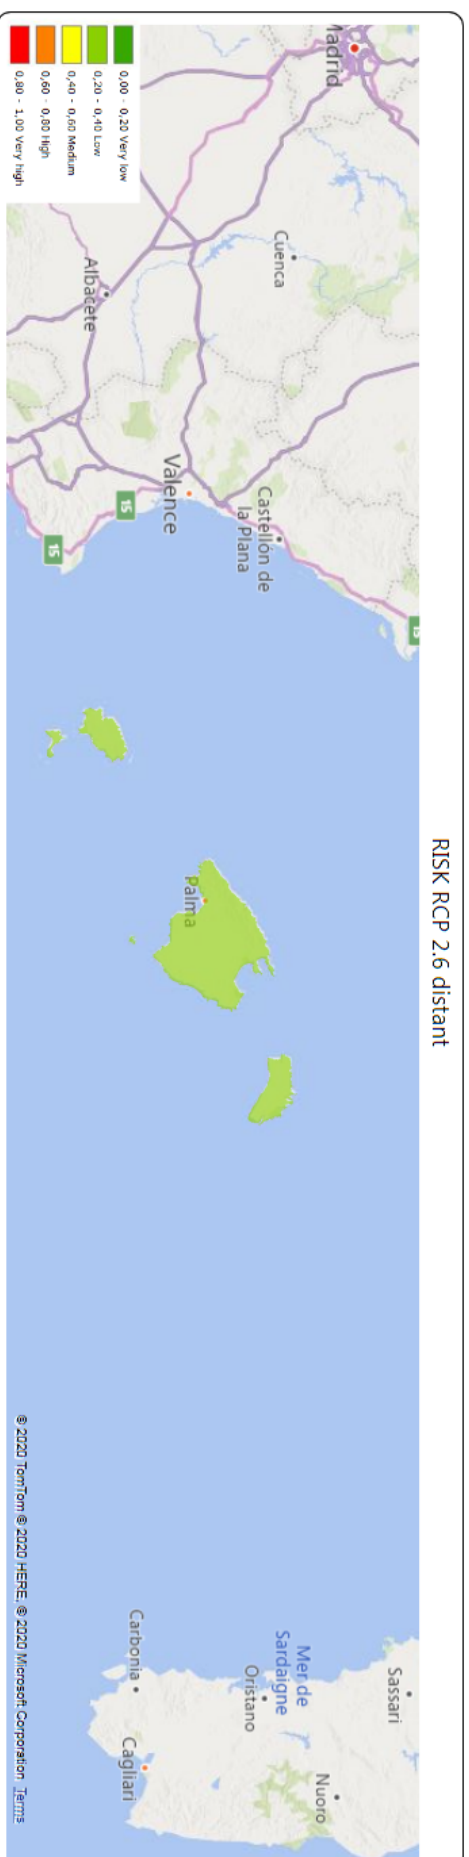 RISK RCP 2.6 distant
Madrid
Cuenca
Albacete
Castellón de
la Plana
Valence
15
15
15
Palma
Sassari
Nuoro
Mer de
Sardaigne
Oristano
Carbonia
Cagliari
0,00 - 0,20 Very low
0,20 - 0,40 Low
0,40 - 0,60 Medium
0,60 - 0,80 High
0,80 - 1,00 Very high
© 2020 TomTom © 2020 HERE, © 2020 Microsoft Corporation Terms